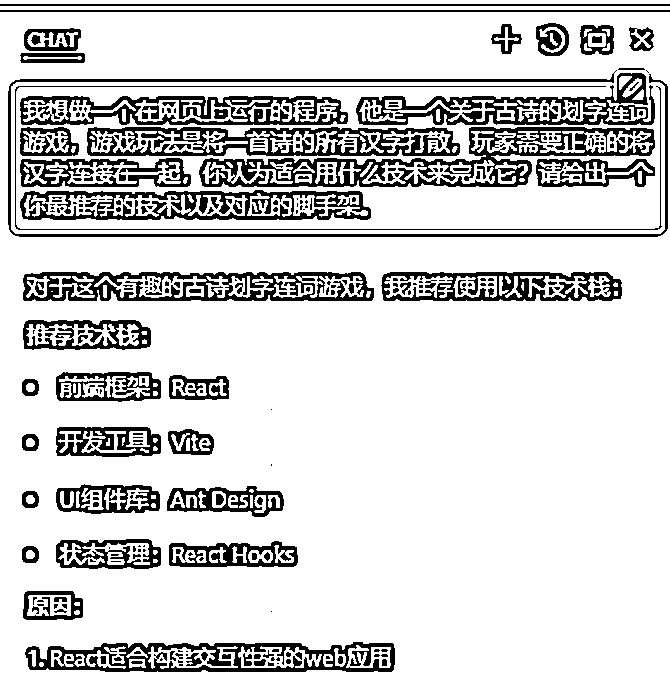 CHAT
我想做一个在网页上运行的程序，他是一个关于古诗的划字连词
游戏，游戏玩法是将一首诗的所有汉字打散，玩家需要正确的将
汉字连接在一起，你认为适合用什么技术来完成它？请给出一个
你最推荐的技术以及对应的脚手架。
对于这个有趣的古诗划字连词游戏，我推荐使用以下技术栈：
推荐技术栈：
前端框架：React
开发工具：Vite
UI组件库：Ant Design
状态管理：React Hooks
原因：
1. React适合构建交互性强的web应用